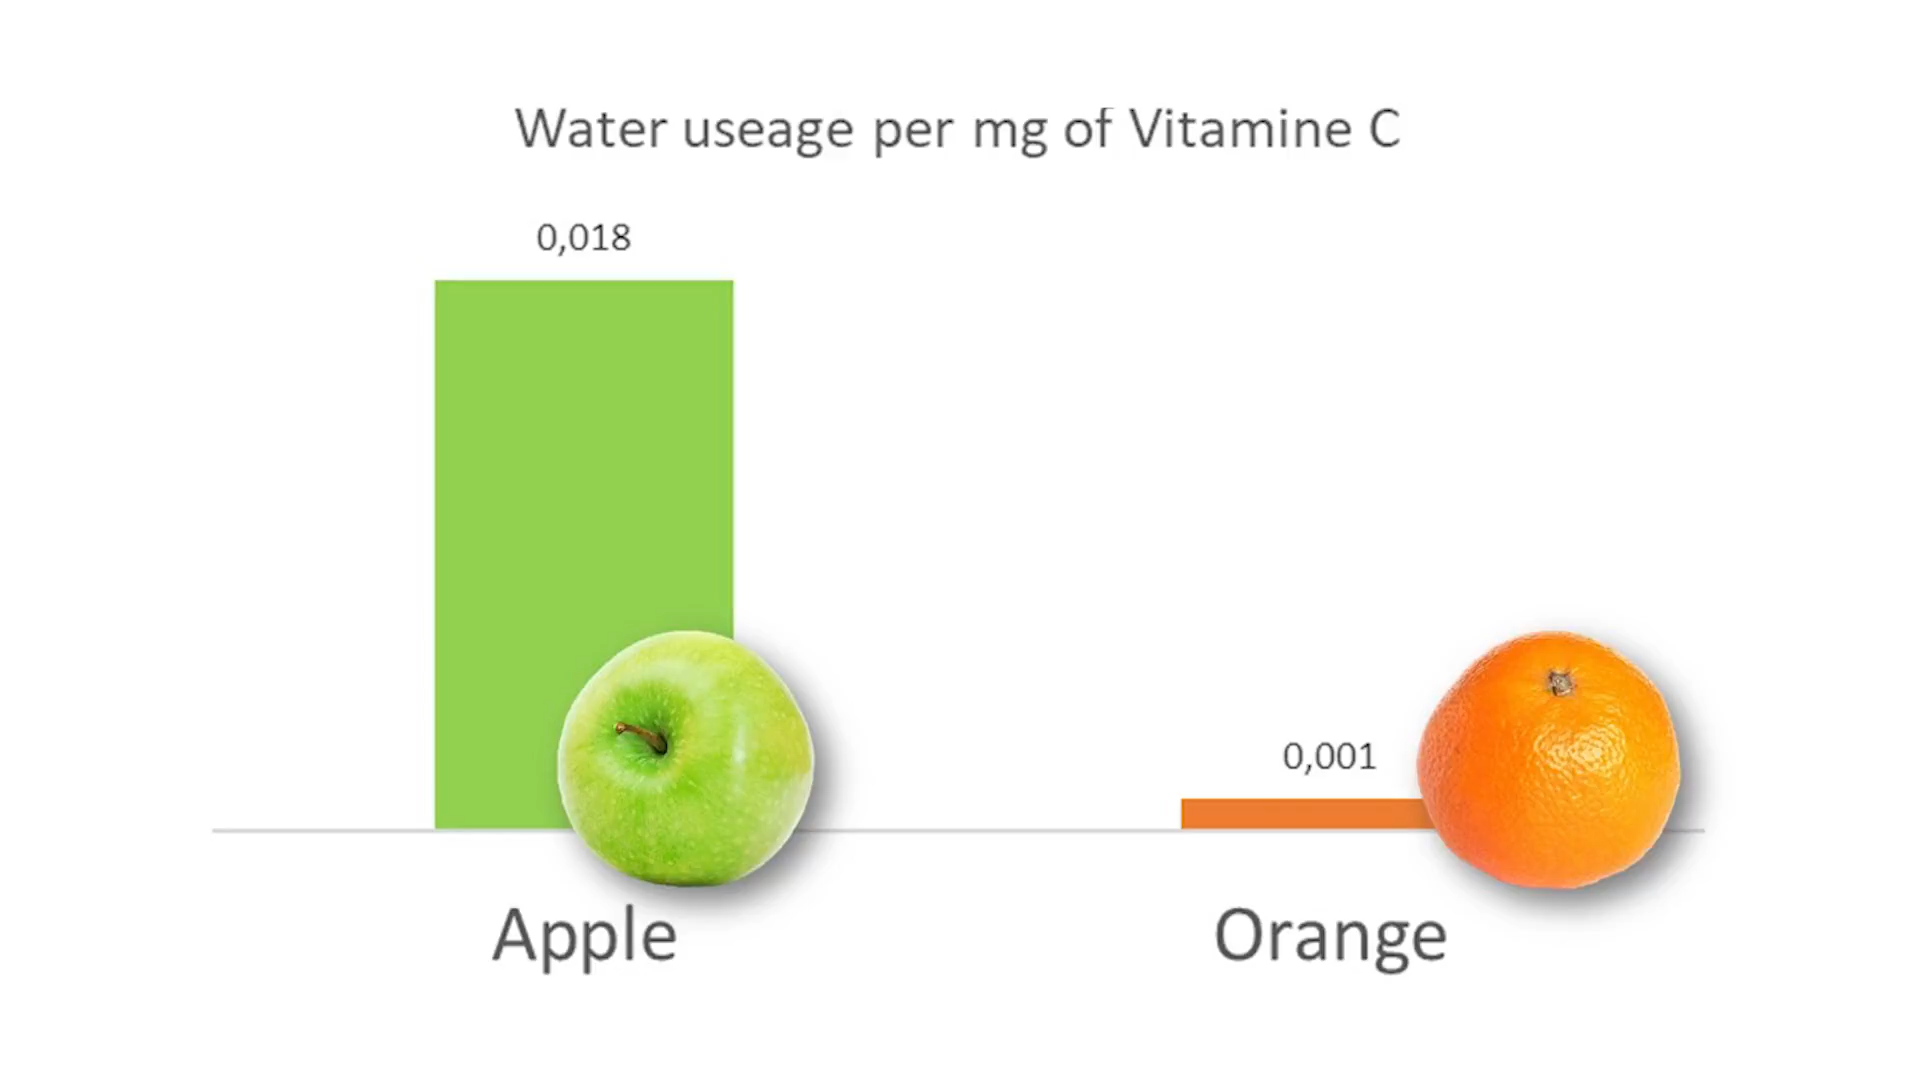 Water useage per mg of Vitamine C
0,018
0,001
Apple
Orange